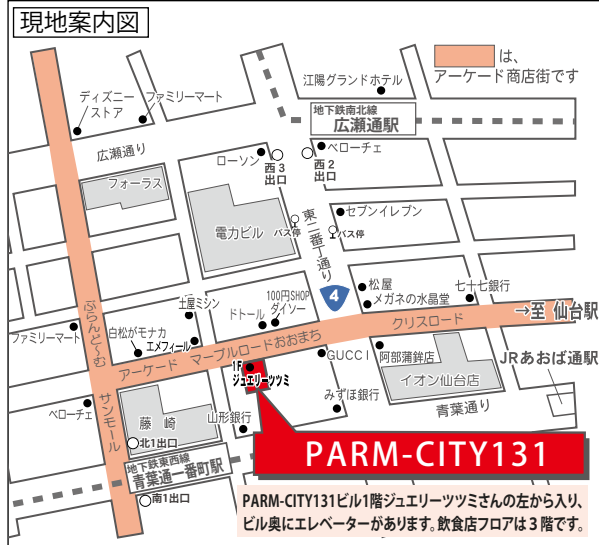 現地案内図
は、
アーケード商店街です
ディズニー
ストア
ファミリーマート
江陽グランドホテル
地下鉄南北線
広瀬通駅
広瀬通り
ローソン
西3
出口
西2
出口
ベローチェ
フォーラス
電力ビル
バス停
東二番丁通り
セブンイレブン
バス停
4
松屋
メガネの水晶堂
七十七銀行
→至 仙台駅
土屋ミシン
100円SHOP
ダイソー
ドトール
ぶらんど〜む
ファミリーマート
白松がモナカ
エメフィール
アーケード マーブルロードおおまち
クリスロード
1F
ジュエリーツツミ
GUCCI
阿部蒲鉾店
イオン仙台店
JRあおば通駅
ベローチェ
サンモール
藤崎
北1出口
山形銀行
みずほ銀行
青葉通り
地下鉄東西線
青葉通一番町駅
南1出口
PARM-CITY131
PARM-CITY131ビル1階ジュエリーツツミさんの左から入り、
ビル奥にエレベーターがあります。飲食店フロアは3階です。